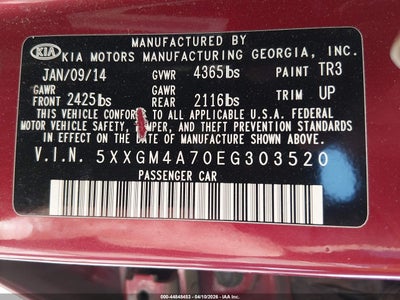 MANUFACTURED BY
KIA KIA MOTORS MANUFACTURING GEORGIA, INC.
JAN/09/14 GVWR 4365lbs PAINT TR3
GAWR GAWR
FRONT 2425lbs REAR 2116lbs TRIM UP
THIS VEHICLE CONFOR TO ALL APPLICABLE U.S.A. FEDERAL
MOTOR VEHICLE SAFETY, BUMPER, AND THEFT PREVENTION STANDARDS
IN EFFECT ON THE DATE OF MANUFACTURE SHOWN ABOVE.
V.I.N. 5XXGM4A70EG303520
PASSENGER CAR
000-44848483 - 04/10/2026 - IAA Inc.